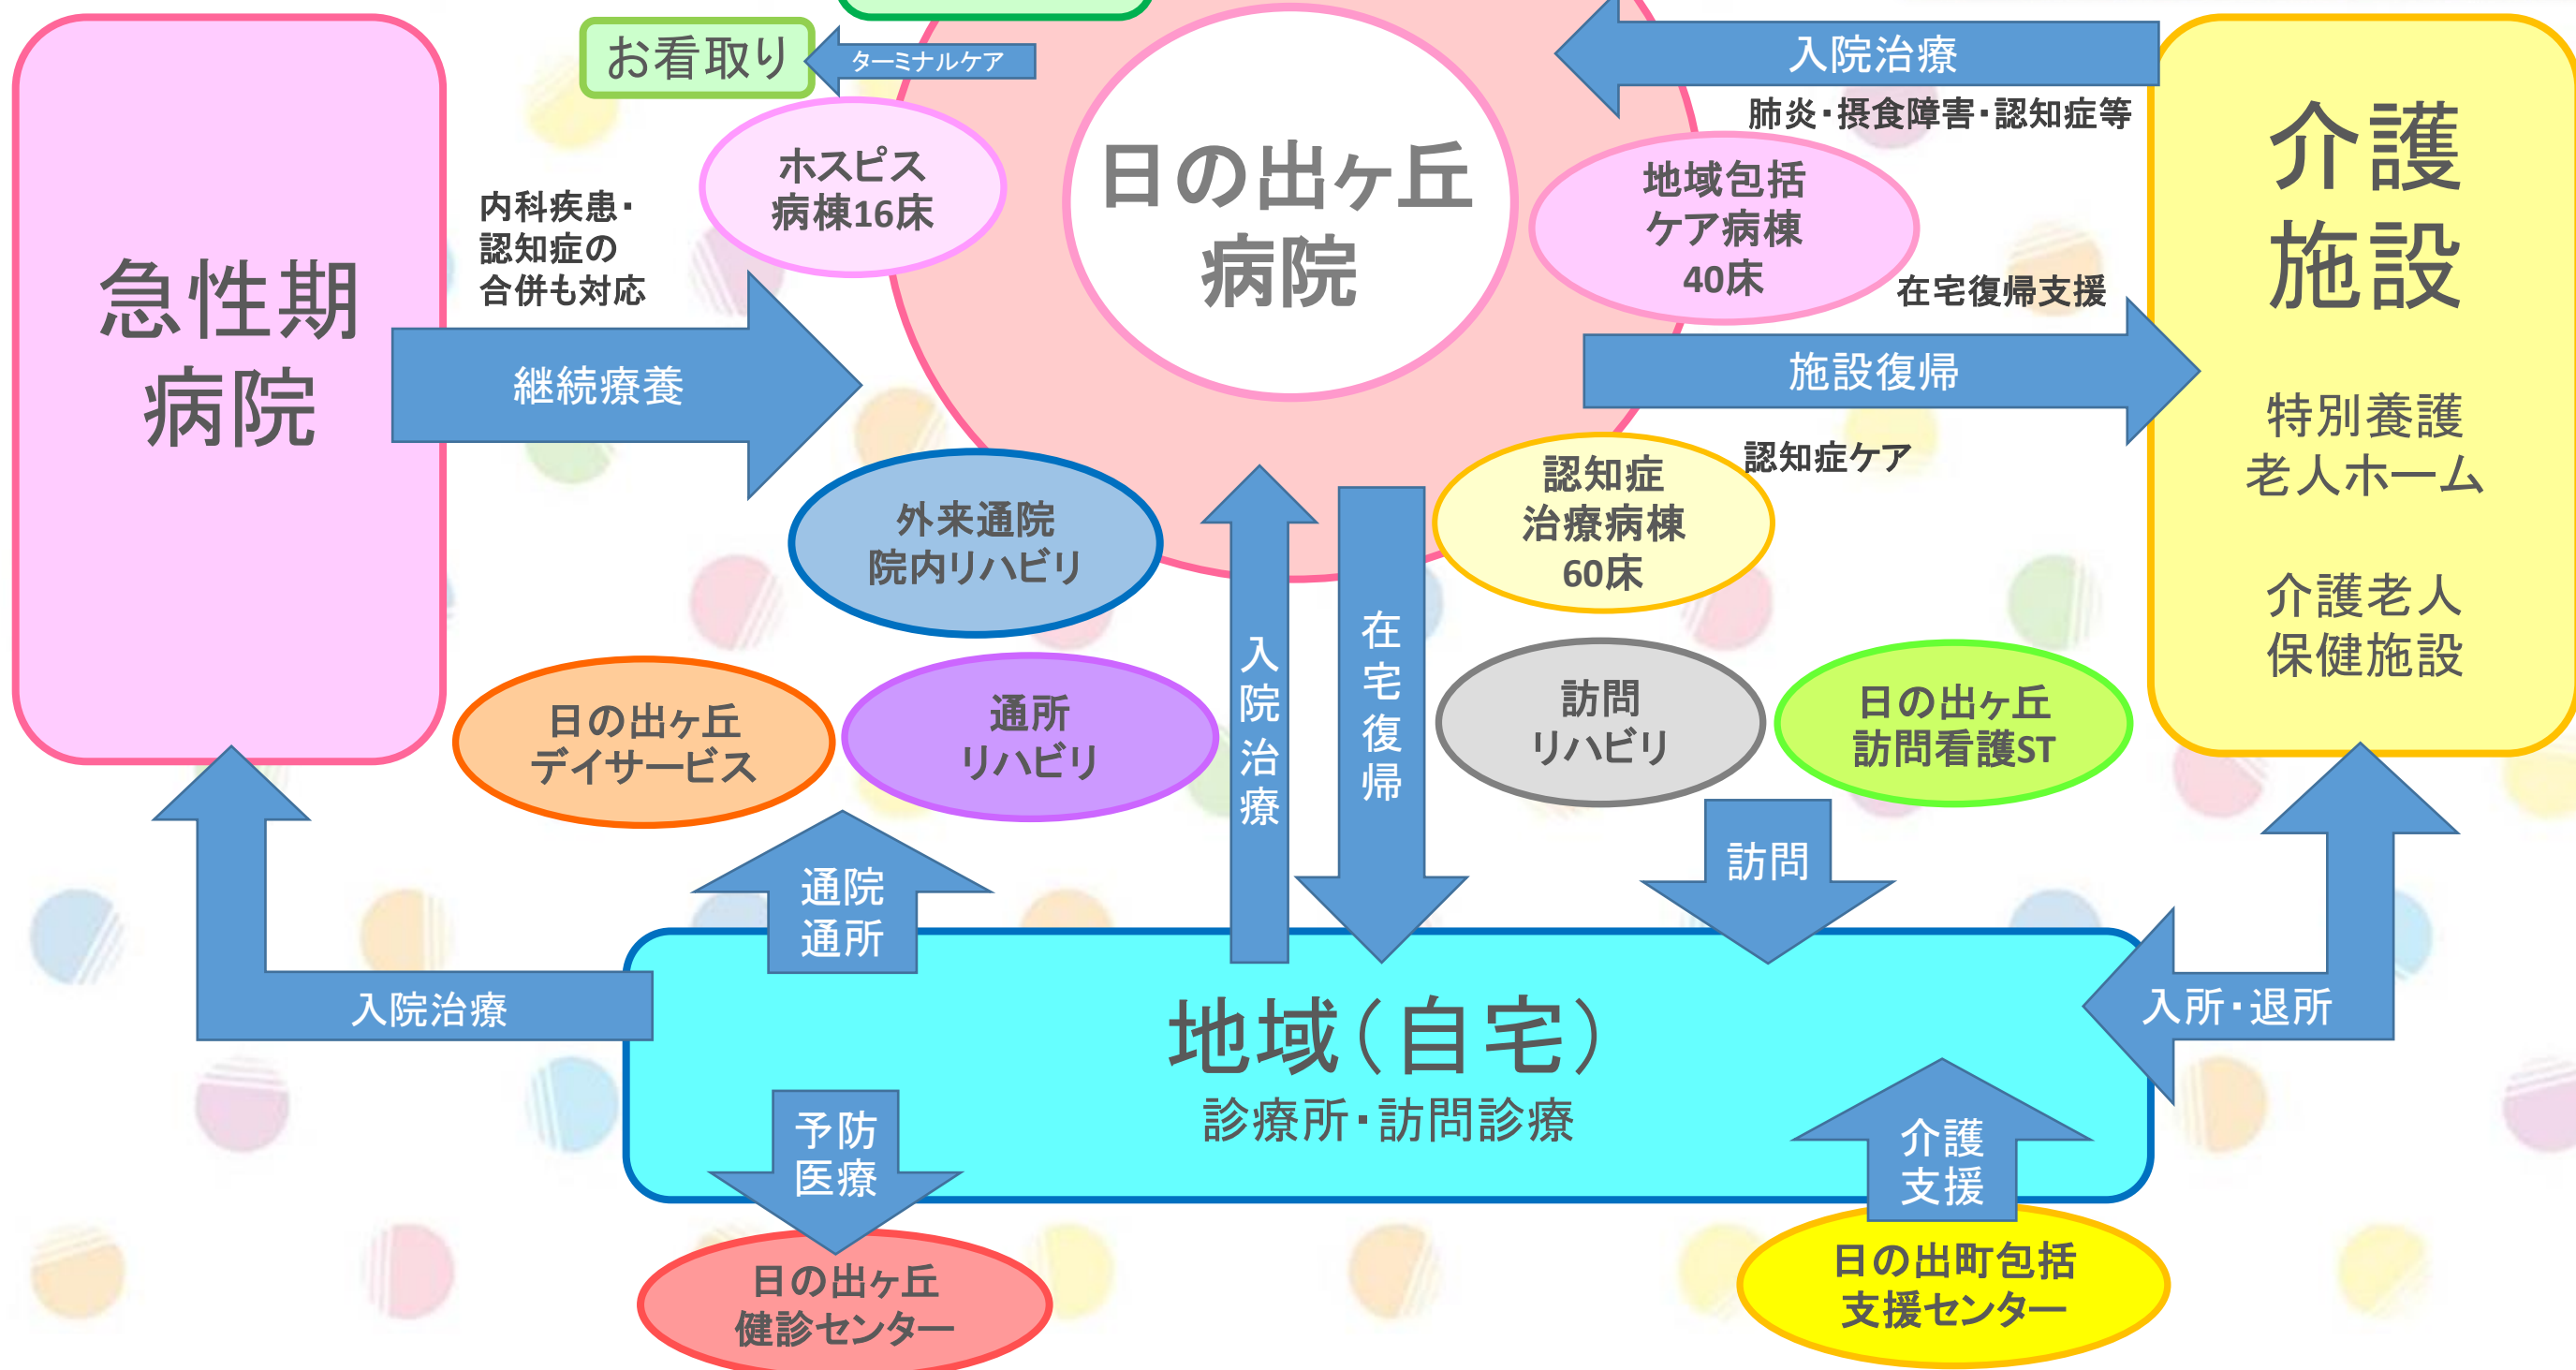 お看取り
ターミナルケア
入院治療
肺炎・摂食障害・認知症等
急性期
病院
内科疾患・
認知症の
合併も対応
継続療養
ホスピス
病棟16床
日の出ヶ丘
病院
地域包括
ケア病棟
40床
在宅復帰支援
施設復帰
認知症ケア
介護
施設
特別養護
老人ホーム
介護老人
保健施設
外来通院
院内リハビリ
認知症
治療病棟
60床
日の出ヶ丘
デイサービス
通所
リハビリ
入院治療
在宅復帰
訪問
リハビリ
日の出ヶ丘
訪問看護ST
通院
通所
訪問
入院治療
入所・退所
地域（自宅）
診療所・訪問診療
予防
医療
介護
支援
日の出ヶ丘
健診センター
日の出町包括
支援センター